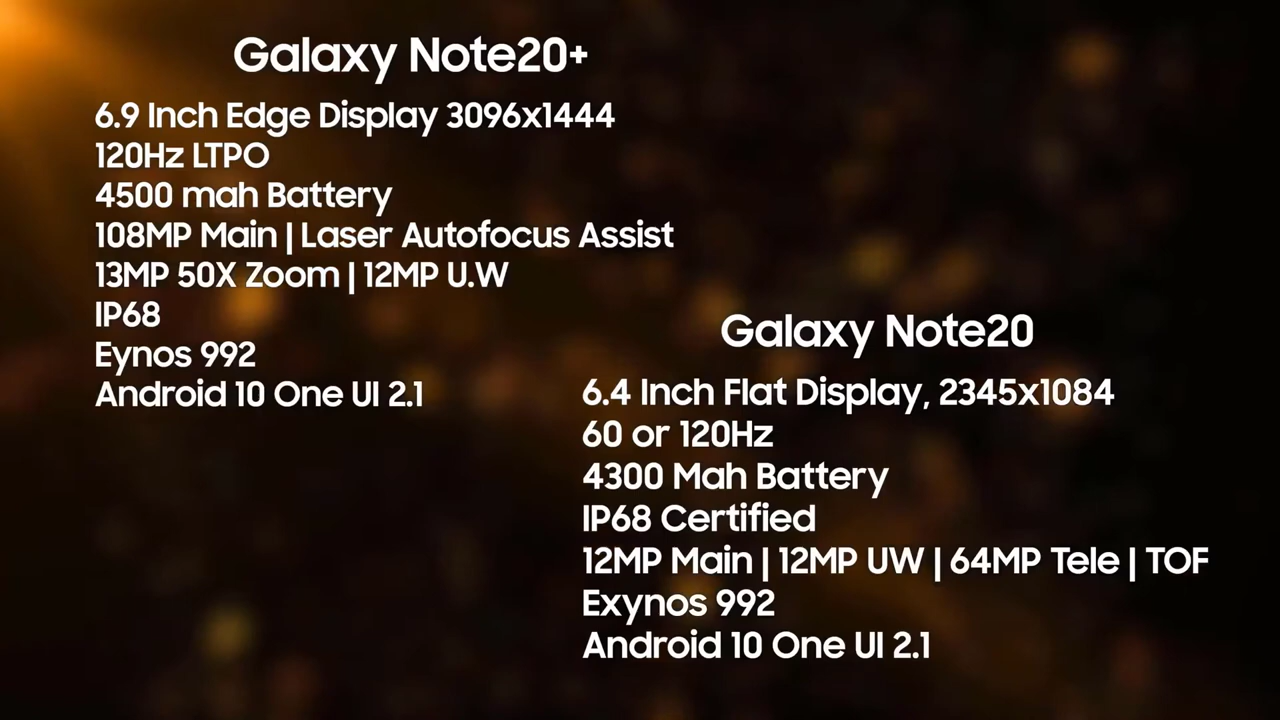 Galaxy Note20+
6.9 Inch Edge Display 3096x1444
120Hz LTPO
4500 mah Battery
108MP Main | Laser Autofocus Assist
13MP 50X Zoom | 12MP U.W
IP68
Eynos 992
Android 10 One UI 2.1
Galaxy Note20
6.4 Inch Flat Display, 2345x1084
60 or 120Hz
4300 Mah Battery
IP68 Certified
12MP Main | 12MP UW | 64MP Tele | TOF
Exynos 992
Android 10 One UI 2.1